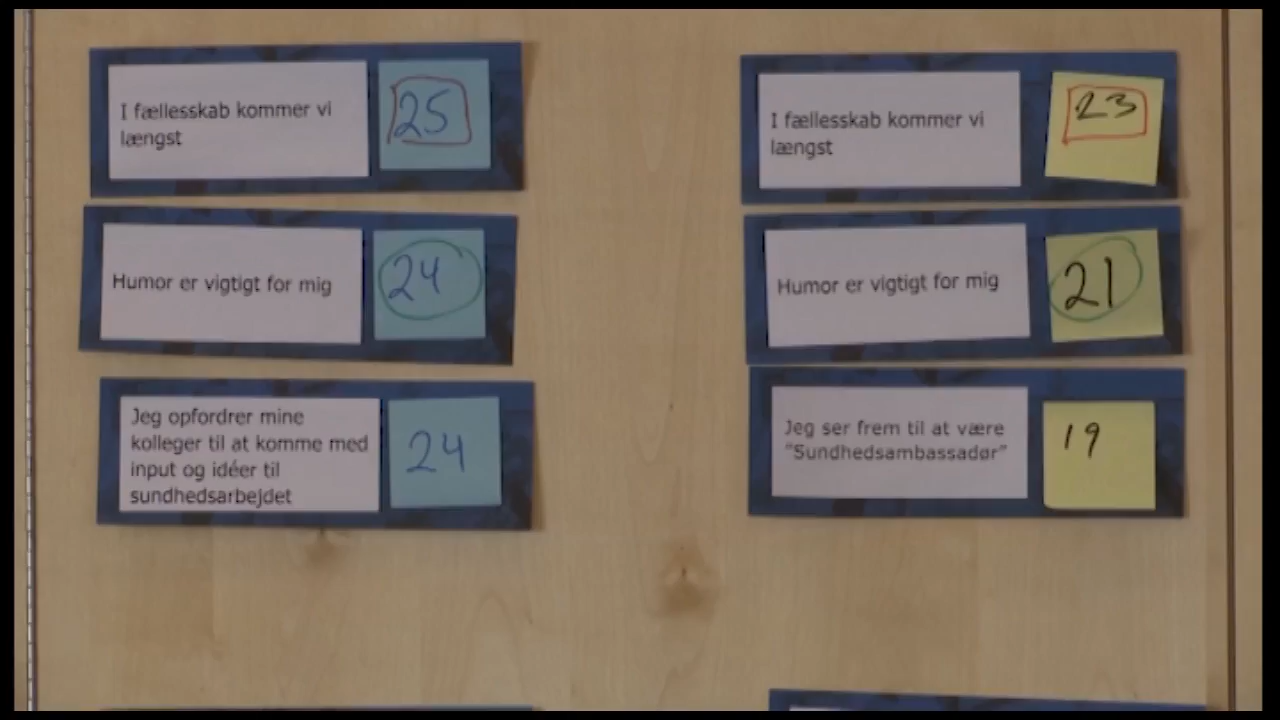 I fællesskab kommer vi
længst
25
Humor er vigtigt for mig
24
Jeg opfordrer mine
kolleger til at komme med
input og idéer til
sundhedsarbejdet
24
I fællesskab kommer vi
længst
23
Humor er vigtigt for mig
21
Jeg ser frem til at være
"Sundhedsambassadør"
19